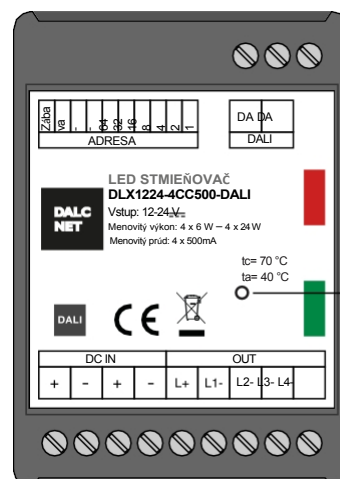 Zába
va
-
-
64
32
16
8
4
2
1
ADRESA
DA DA
DALI
LED STMIEŇOVAČ
DLX1224-4CC500-DALI
DALC
NET
Vstup: 12-24 V
Menovitý výkon: 4 x 6 W — 4 x 24 W
Menovitý prúd: 4 x 500mA
tc= 70 °C
ta= 40 °C
DALI
CE
DC IN
OUT
+ - + - L+ L1- L2- L3- L4-